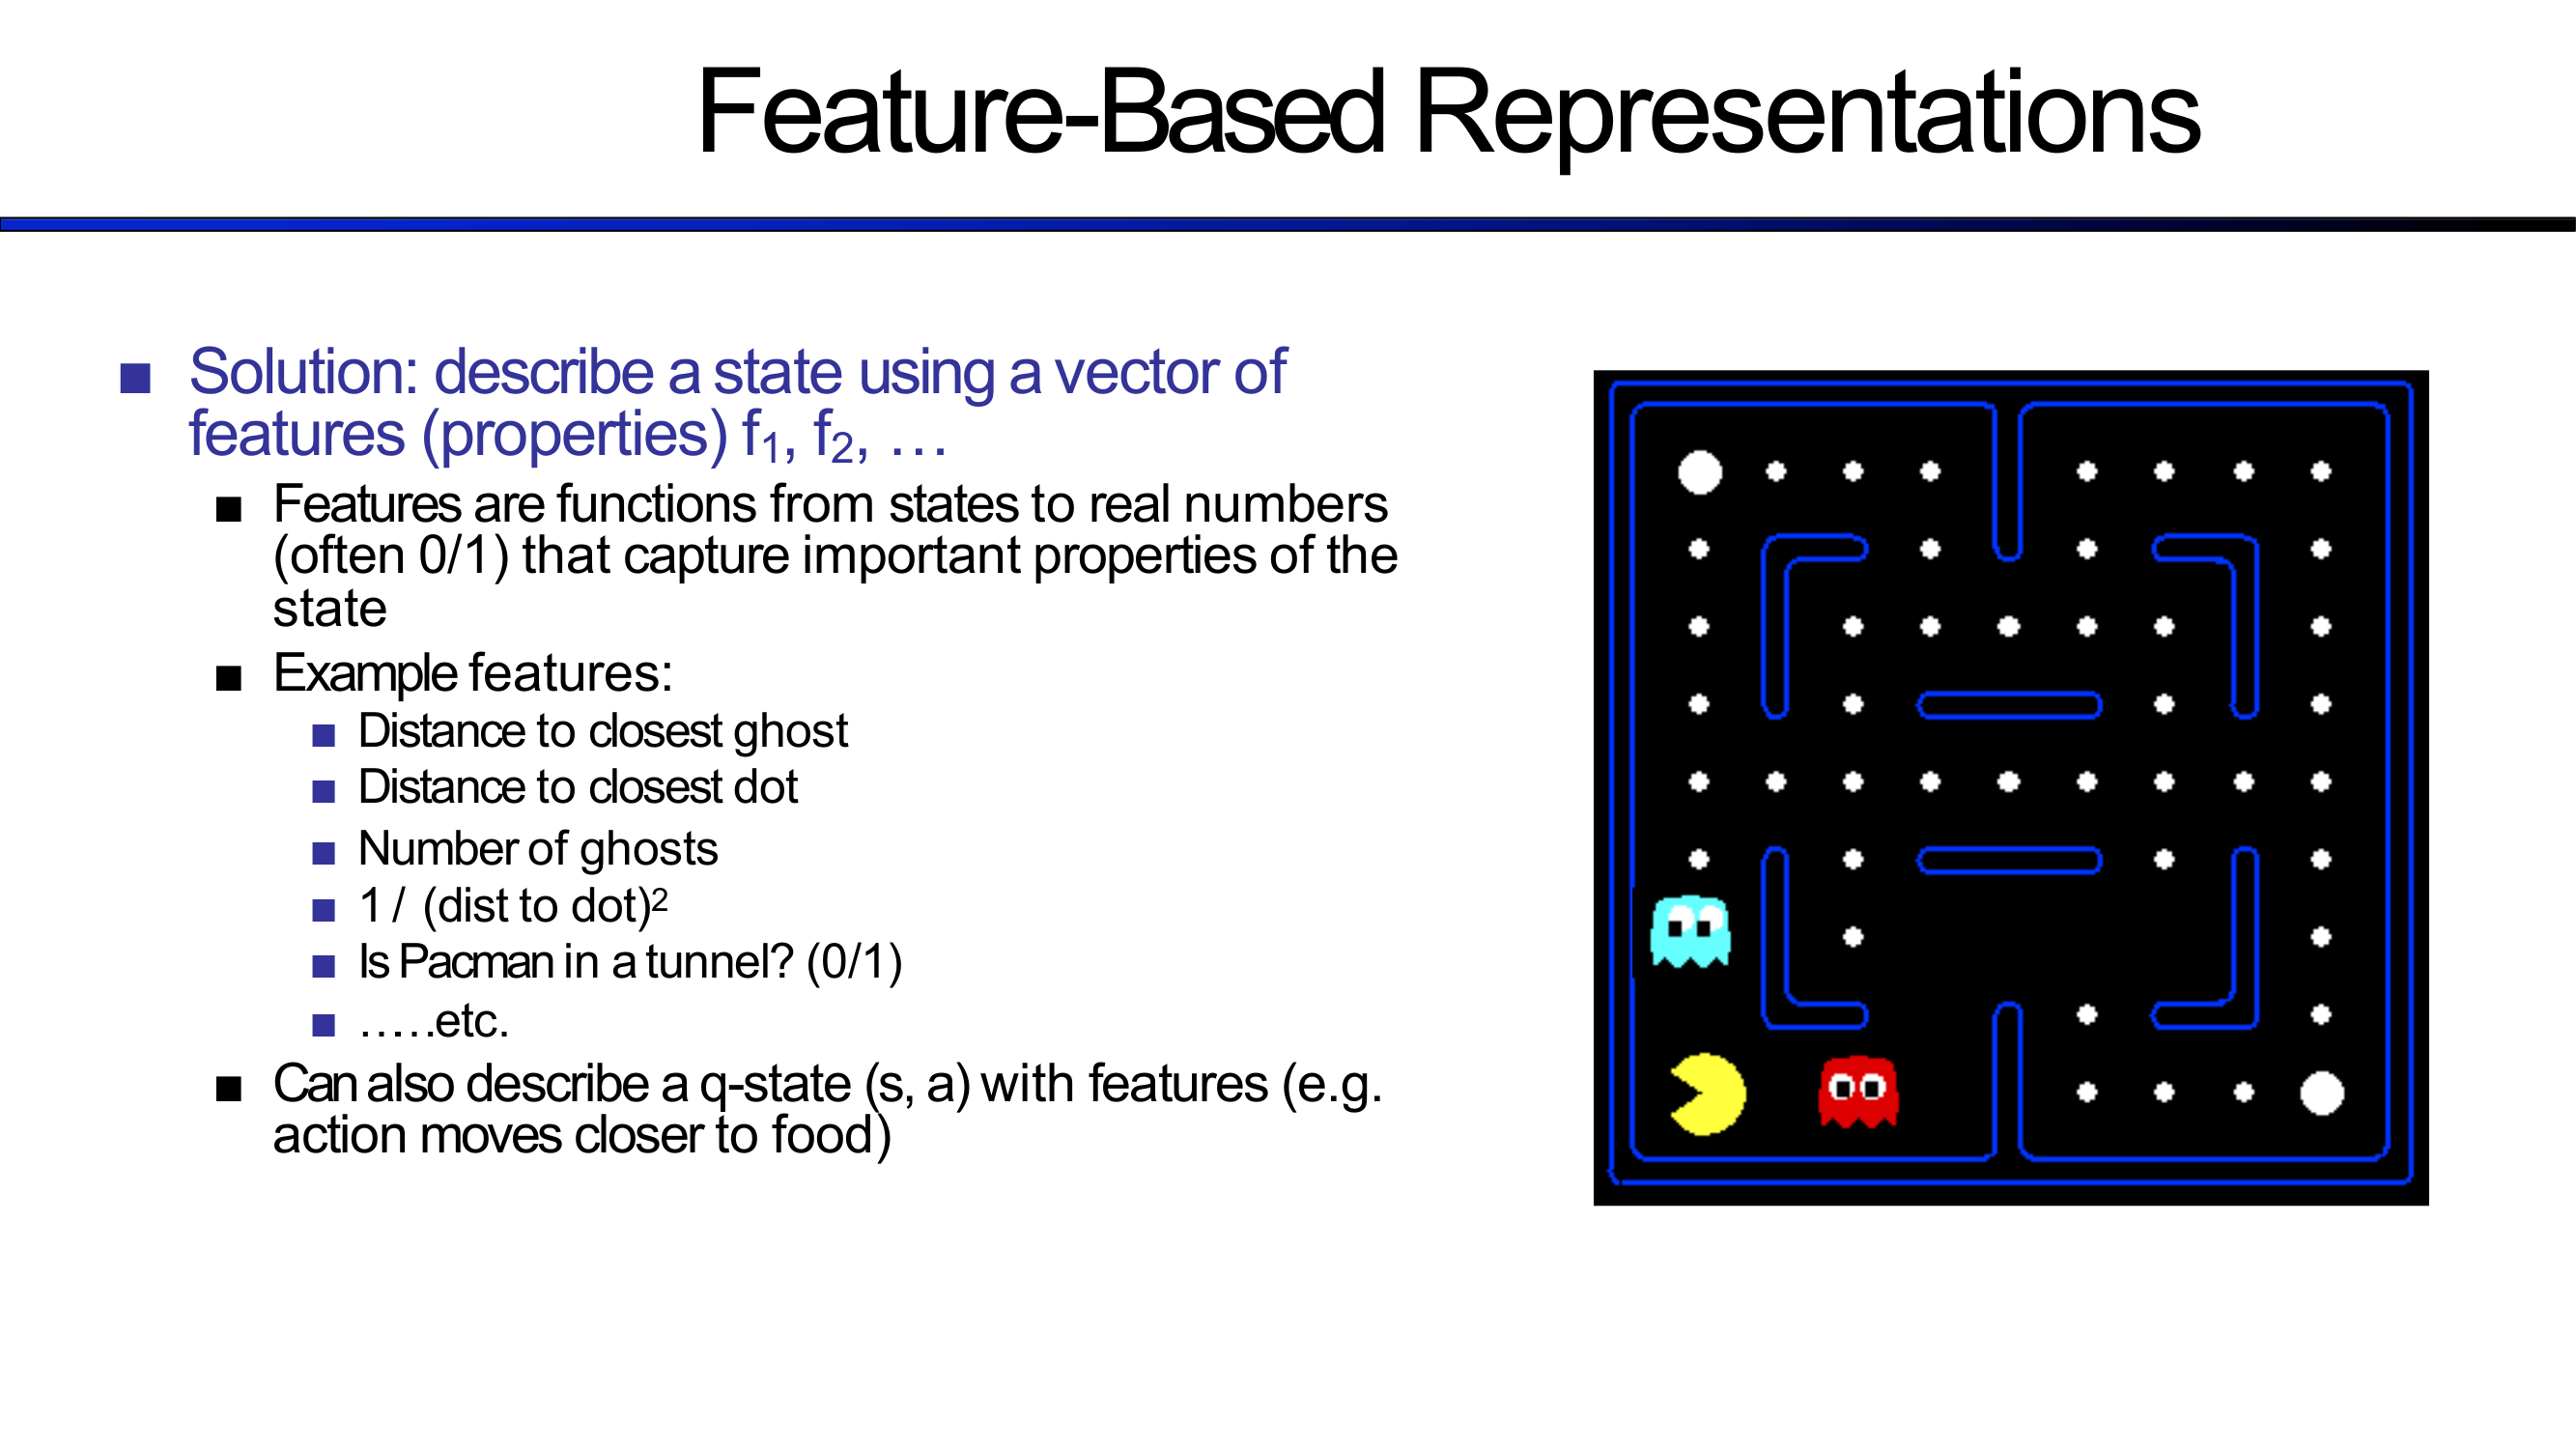 Feature-Based Representations
■ Solution: describe a state using a vector of
features (properties) f₁, f₂, …
■ Features are functions from states to real numbers
(often 0/1) that capture important properties of the
state
■ Example features:
■ Distance to closest ghost
■ Distance to closest dot
■ Number of ghosts
■ 1 / (dist to dot)²
■ Is Pacman in a tunnel? (0/1)
■ …..etc.
■ Can also describe a q-state (s, a) with features (e.g.
action moves closer to food)